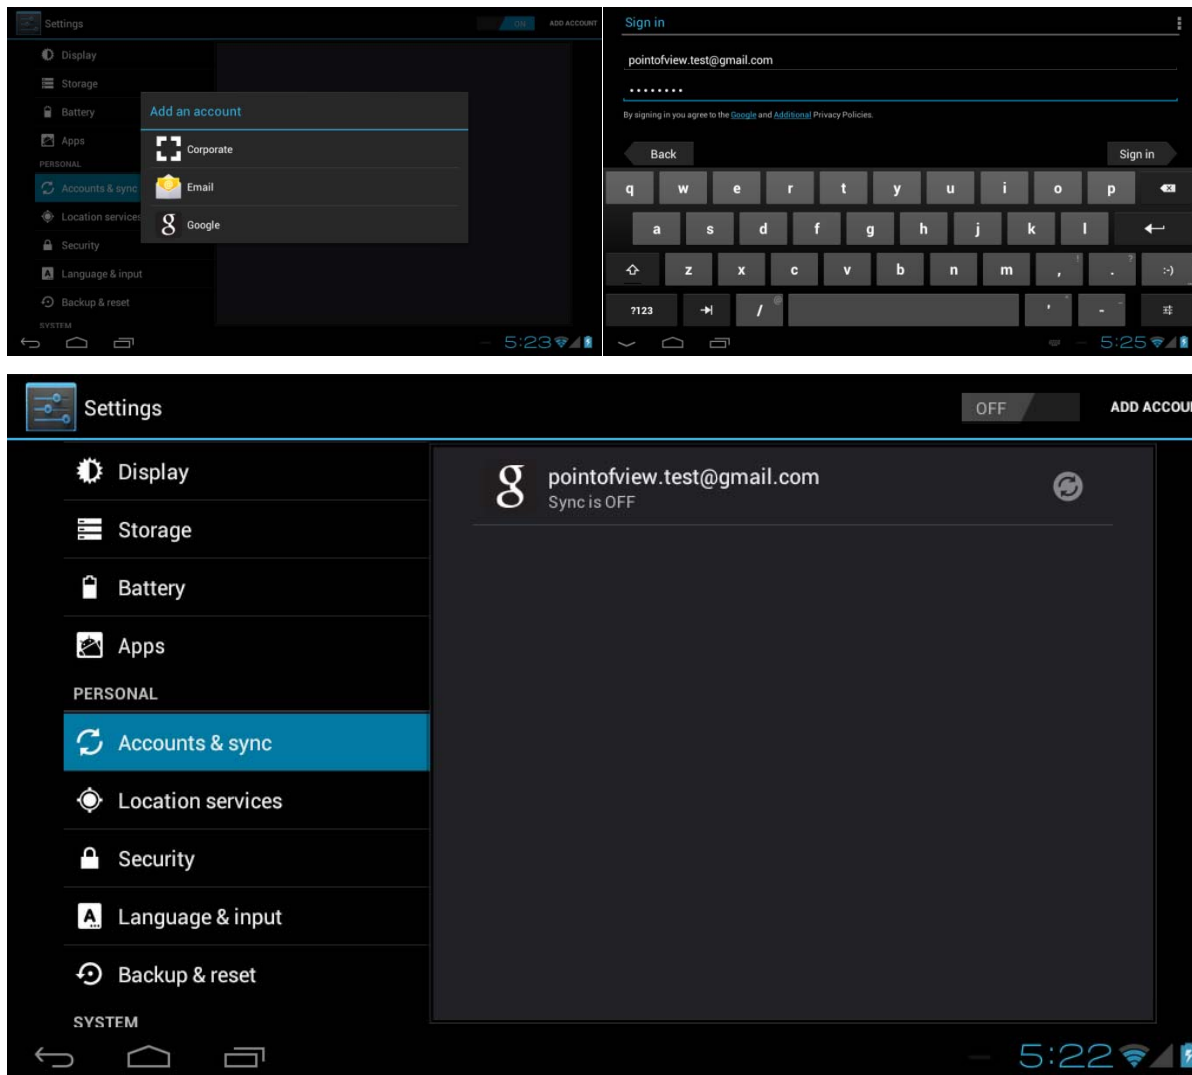 Settings
ON
ADD ACCOUNT
Display
Storage
Battery
Apps
PERSONAL
Accounts & sync
Location services
Security
Language & input
Backup & reset
SYSTEM
Add an account
Corporate
Email
Google
5:23
Sign in
pointofview.test@gmail.com
By signing in you agree to the Google and Additional Privacy Policies.
Back
Sign in
q w e r t y u i o p
a s d f g h j k l
z x c v b n m , ! . ? :-)
?123 / @ ' " - _
5:25
Settings
OFF
ADD ACCOU
Display
Storage
Battery
Apps
PERSONAL
Accounts & sync
Location services
Security
Language & input
Backup & reset
SYSTEM
g pointofview.test@gmail.com
Sync is OFF
5:22